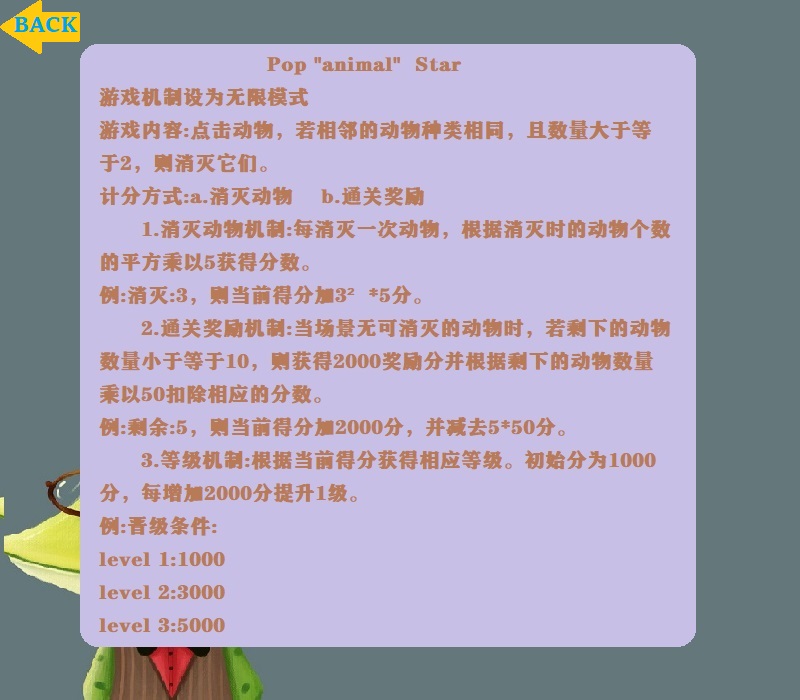 BACK
Pop "animal" Star
游戏机制设为无限模式
游戏内容:点击动物，若相邻的动物种类相同，且数量大于等
于2，则消灭它们。
计分方式:a.消灭动物 b.通关奖励
1.消灭动物机制:每消灭一次动物，根据消灭时的动物个数
的平方乘以5获得分数。
例:消灭:3，则当前得分加3² *5分。
2.通关奖励机制:当场景无可消灭的动物时，若剩下的动物
数量小于等于10，则获得2000奖励分并根据剩下的动物数量
乘以50扣除相应的分数。
例:剩余:5，则当前得分加2000分，并减去5*50分。
3.等级机制:根据当前得分获得相应等级。初始分为1000
分，每增加2000分提升1级。
例:晋级条件:
level 1:1000
level 2:3000
level 3:5000